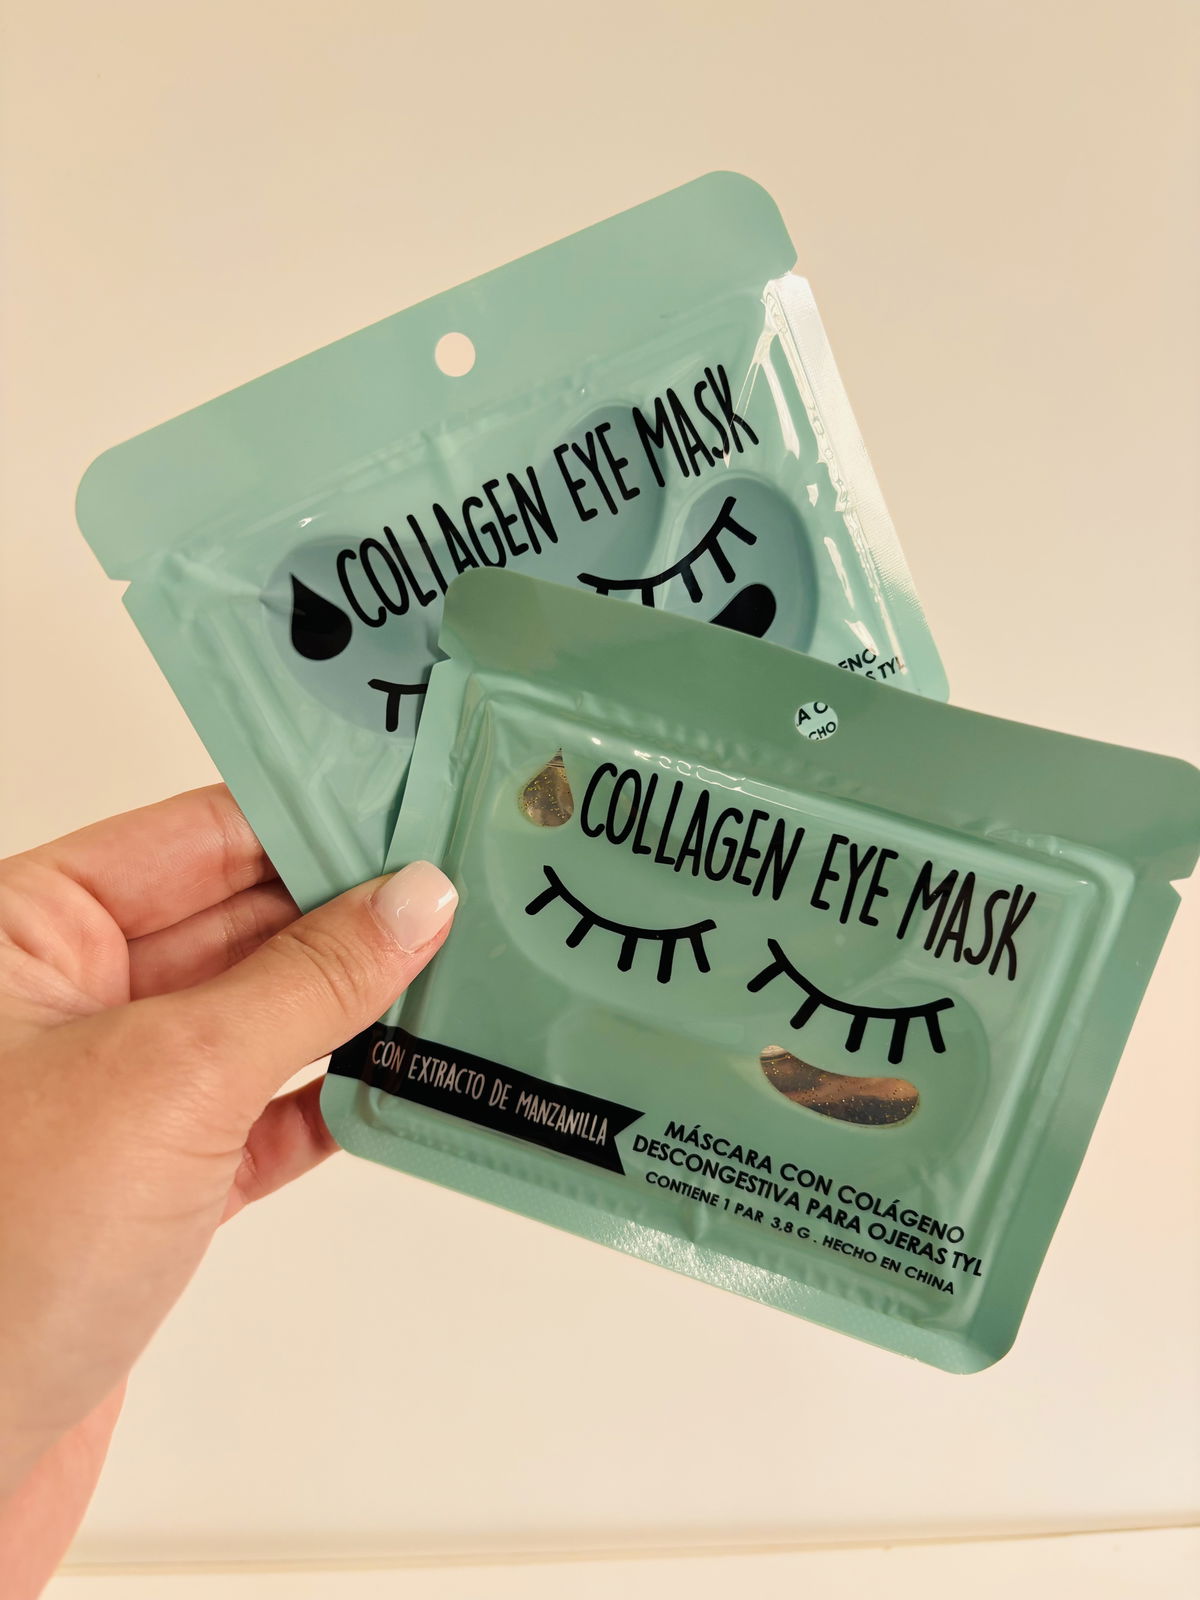 COLLAGEN EYE MASK
COLLAGEN EYE MASK
CON EXTRACTO DE MANZANILLA
MÁSCARA CON COLÁGENO
DESCONGESTIVA PARA OJERAS TYL
CONTIENE 1 PAR 3,8 G . HECHO EN CHINA